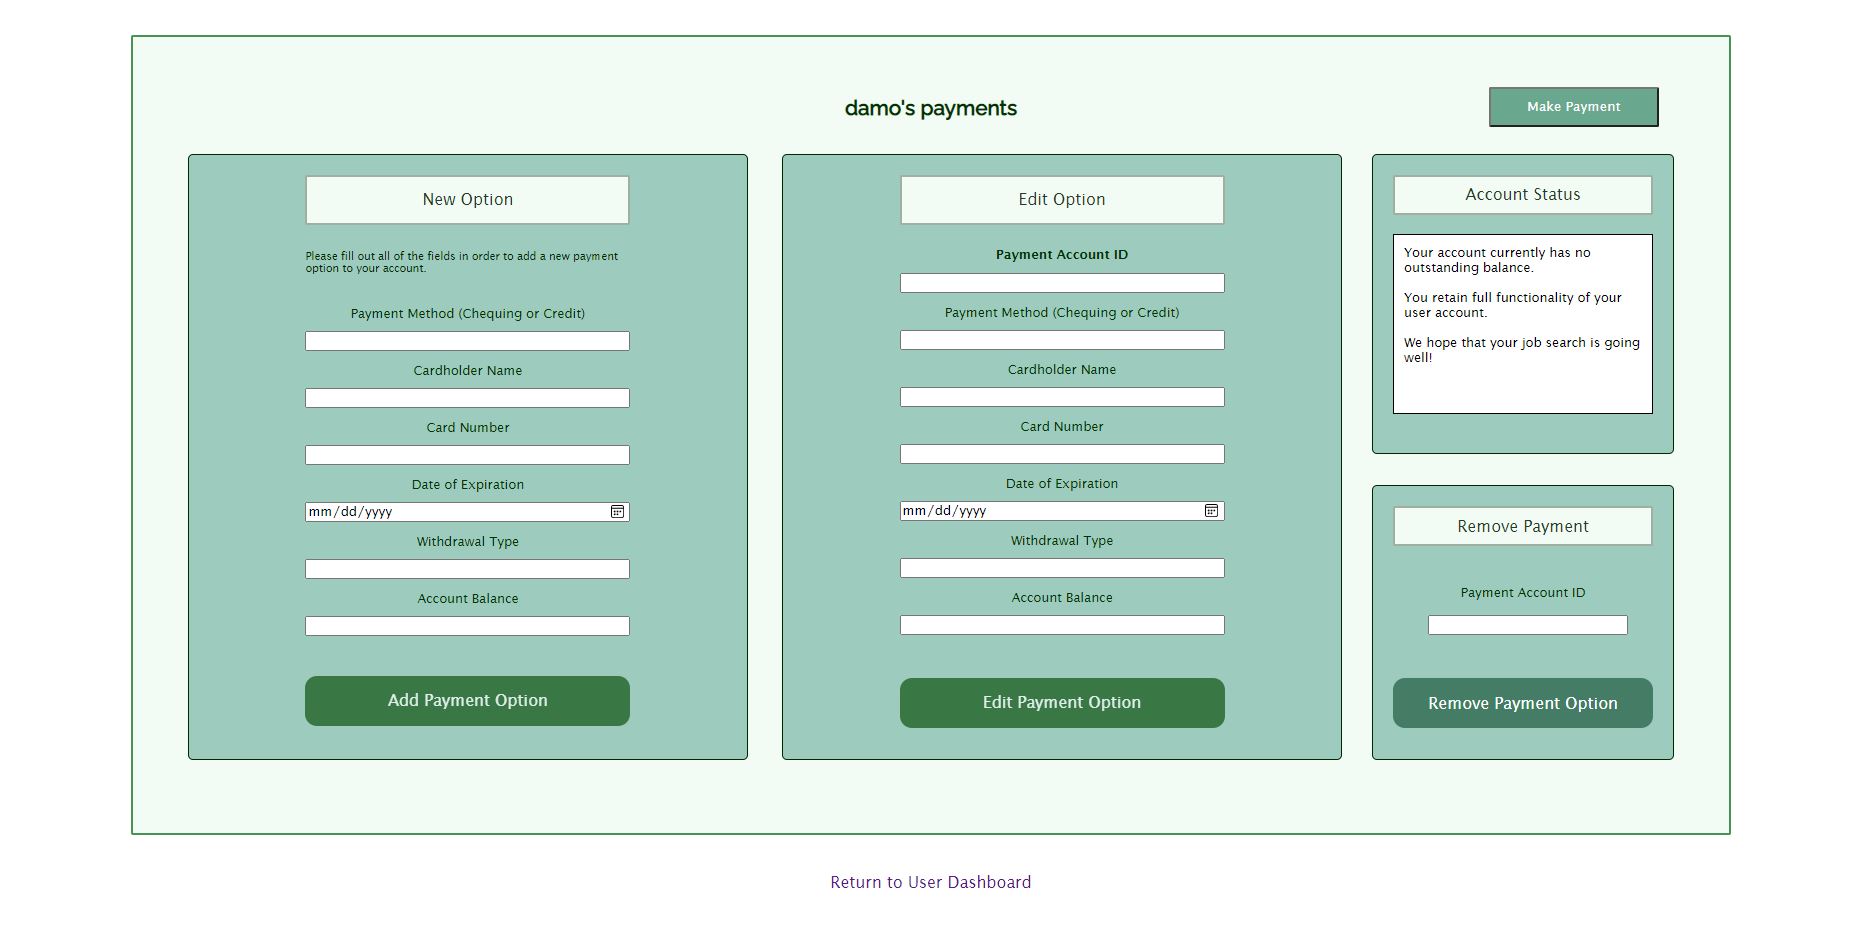 damo's payments
Make Payment
New Option
Please fill out all of the fields in order to add a new payment
option to your account.
Payment Method (Chequing or Credit)
Cardholder Name
Card Number
Date of Expiration
mm/dd/yyyy
Withdrawal Type
Account Balance
Add Payment Option
Edit Option
Payment Account ID
Payment Method (Chequing or Credit)
Cardholder Name
Card Number
Date of Expiration
mm/dd/yyyy
Withdrawal Type
Account Balance
Edit Payment Option
Account Status
Your account currently has no
outstanding balance.
You retain full functionality of your
user account.
We hope that your job search is going
well!
Remove Payment
Payment Account ID
Remove Payment Option
Return to User Dashboard